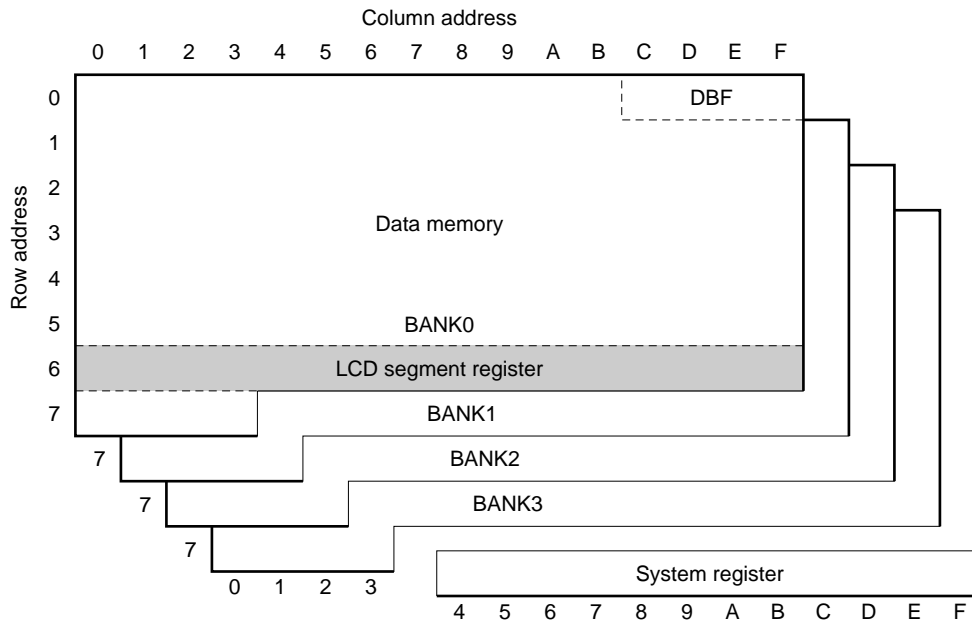 Column address
0 1 2 3 4 5 6 7 8 9 A B C D E F
0 DBF
1
2
Row address
3 Data memory
4
5 BANK0
6 LCD segment register
7 BANK1
7 BANK2
7 BANK3
7
System register
0 1 2 3
4 5 6 7 8 9 A B C D E F